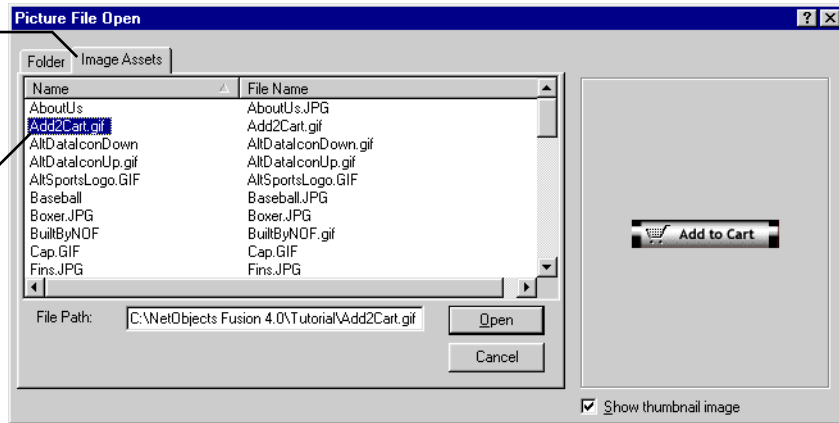 Picture File Open
Folder Image Assets
Name File Name
AboutUs AboutUs.JPG
Add2Cart.gif Add2Cart.gif
AltDataIconDown AltDataIconDown.gif
AltDataIconUp.gif AltDataIconUp.gif
AltSportsLogo.GIF AltSportsLogo.GIF
Baseball Baseball.JPG
Boxer.JPG Boxer.JPG
BuiltByNOF BuiltByNOF.gif
Cap.GIF Cap.GIF
Fins.JPG Fins.JPG
Add to Cart
File Path: C:\NetObjects Fusion 4.0\Tutorial\Add2Cart.gif Open
Cancel
Show thumbnail image